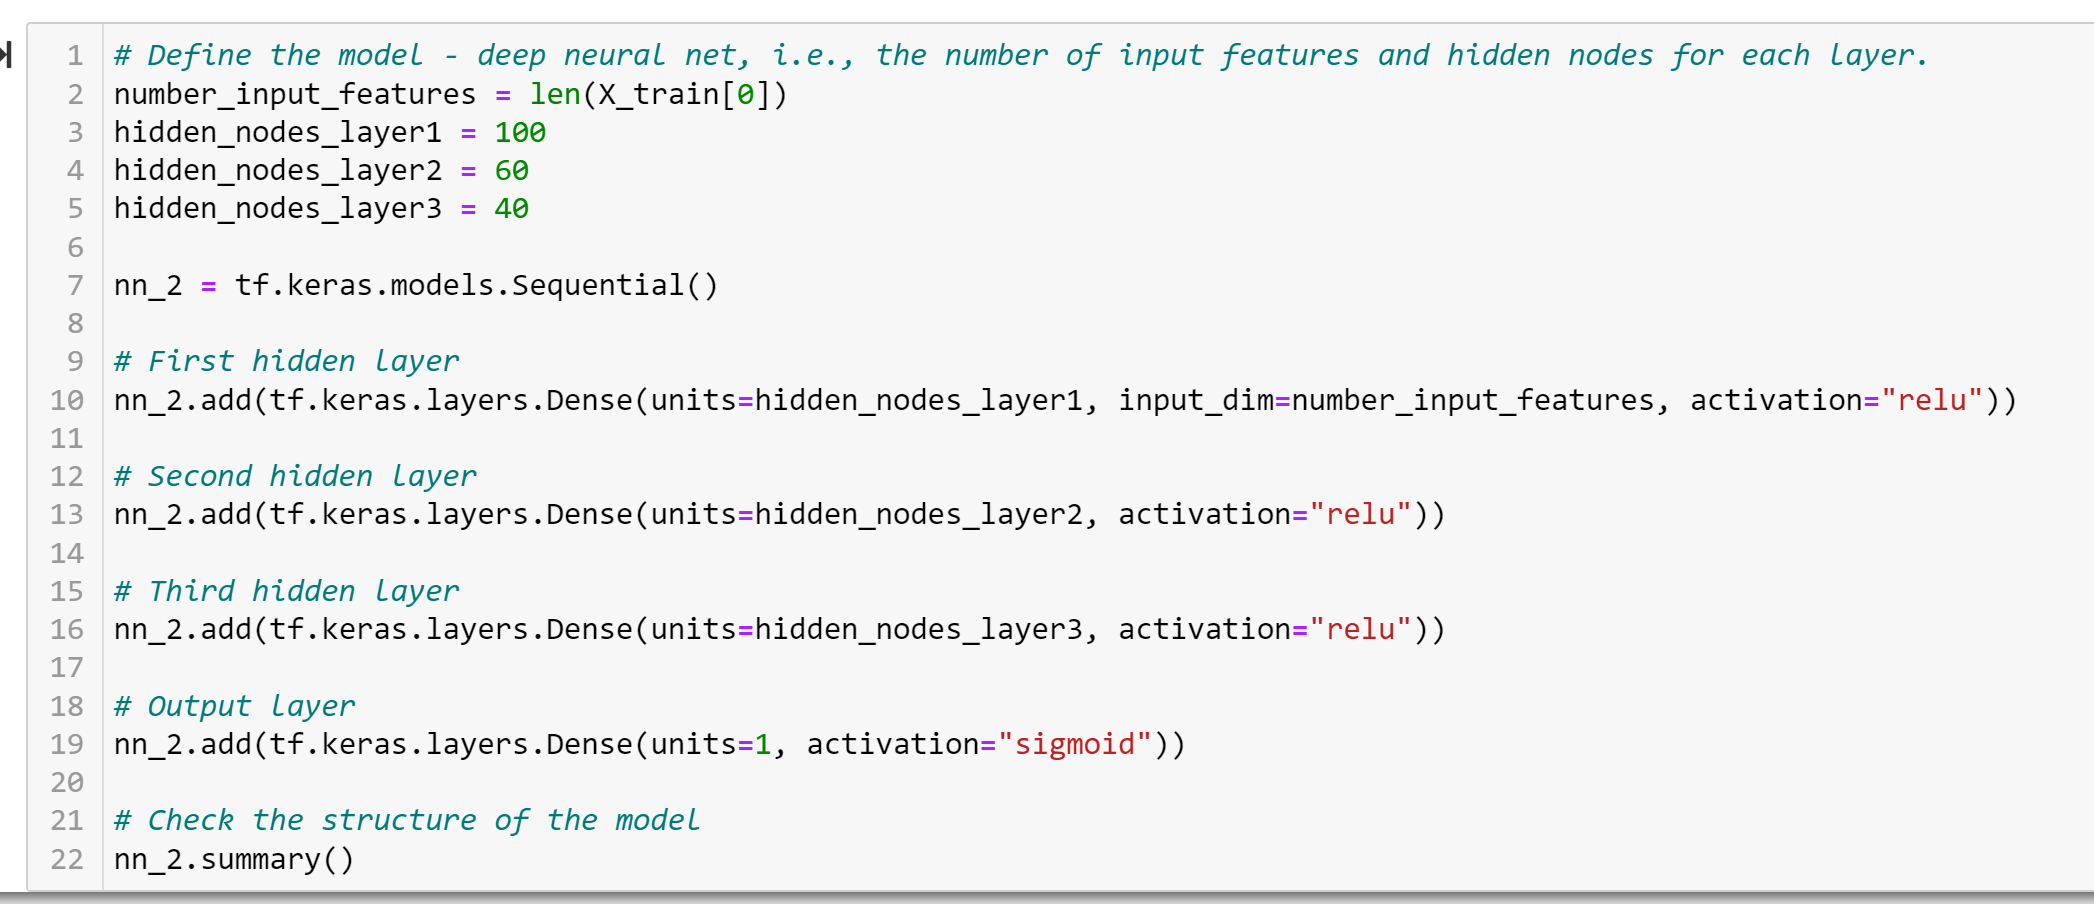 1 # Define the model - deep neural net, i.e., the number of input features and hidden nodes for each layer.
2 number_input_features = len(X_train[0])
3 hidden_nodes_layer1 = 100
4 hidden_nodes_layer2 = 60
5 hidden_nodes_layer3 = 40
6
7 nn_2 = tf.keras.models.Sequential()
8
9 # First hidden layer
10 nn_2.add(tf.keras.layers.Dense(units=hidden_nodes_layer1, input_dim=number_input_features, activation="relu"))
11
12 # Second hidden layer
13 nn_2.add(tf.keras.layers.Dense(units=hidden_nodes_layer2, activation="relu"))
14
15 # Third hidden layer
16 nn_2.add(tf.keras.layers.Dense(units=hidden_nodes_layer3, activation="relu"))
17
18 # Output layer
19 nn_2.add(tf.keras.layers.Dense(units=1, activation="sigmoid"))
20
21 # Check the structure of the model
22 nn_2.summary()